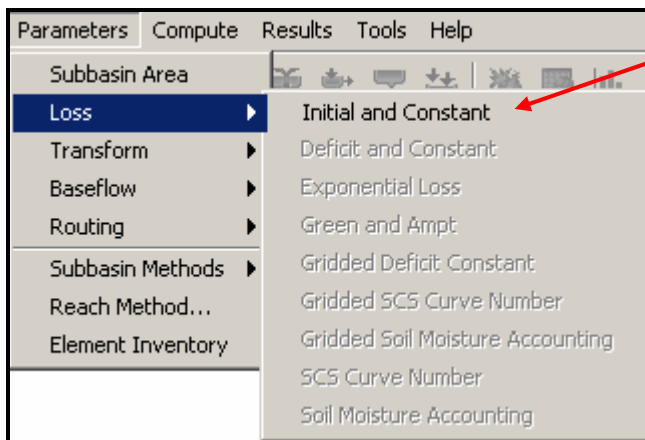 Parameters Compute Results Tools Help
Subbasin Area
Loss
Transform
Baseflow
Routing
Subbasin Methods
Reach Method...
Element Inventory
Initial and Constant
Deficit and Constant
Exponential Loss
Green and Ampt
Gridded Deficit Constant
Gridded SCS Curve Number
Gridded Soil Moisture Accounting
SCS Curve Number
Soil Moisture Accounting